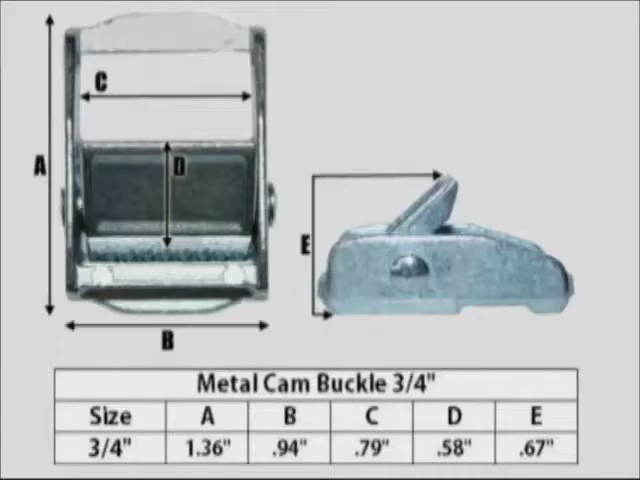 C
A
D
E
B
Metal Cam Buckle 3/4"
Size A B C D E
3/4" 1.36" .94" .79" .58" .67"